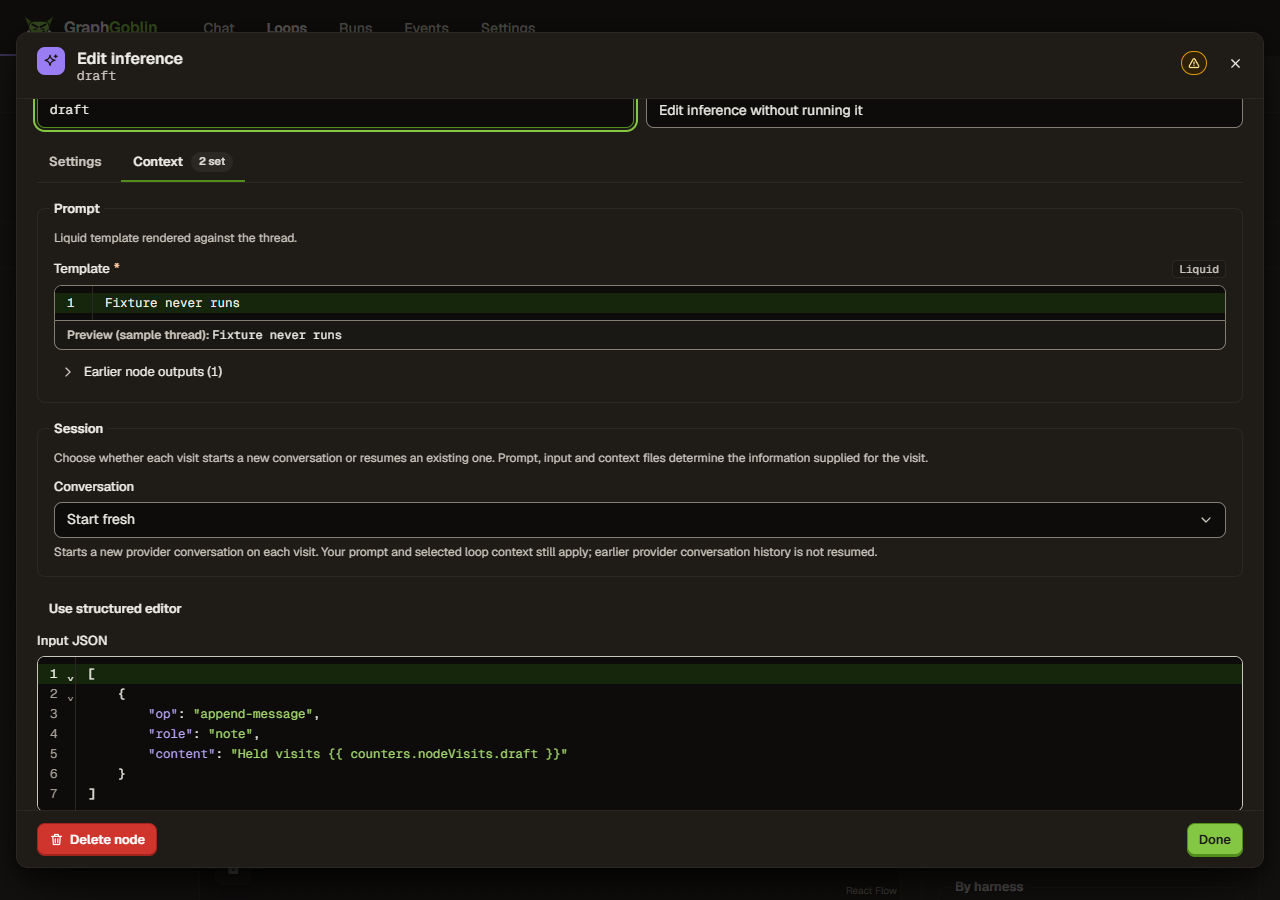 GraphGoblin Chat Loops Runs Events Settings
Edit inference
draft
draft
Edit inference without running it
Settings Context 2 set
Prompt
Liquid template rendered against the thread.
Template * Liquid
1 Fixture never runs
Preview (sample thread): Fixture never runs
Earlier node outputs (1)
Session
Choose whether each visit starts a new conversation or resumes an existing one. Prompt, input and context files determine the information supplied for the visit.
Conversation
Start fresh
Starts a new provider conversation on each visit. Your prompt and selected loop context still apply; earlier provider conversation history is not resumed.
Use structured editor
Input JSON
1 [
2     {
3         "op": "append-message",
4         "role": "note",
5         "content": "Held visits {{ counters.nodeVisits.draft }}"
6     }
7 ]
Delete node Done
React Flow By harness